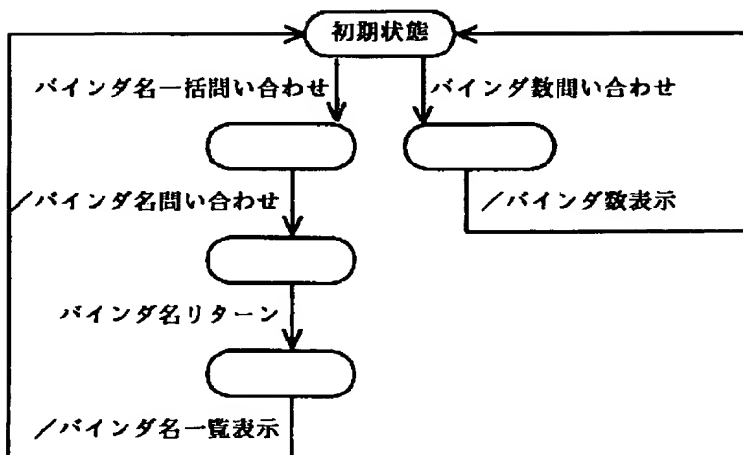 初期状態
バインダ名一括問い合わせ
バインダ数問い合わせ
／バインダ名問い合わせ
／バインダ数表示
バインダ名リターン
／バインダ名一覧表示